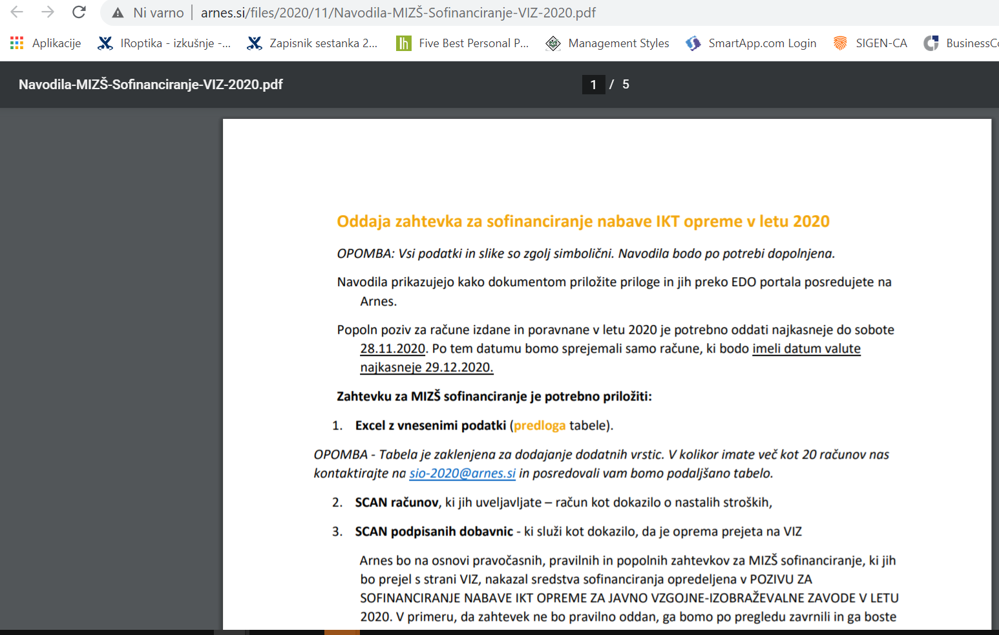 Ni varno | arnes.si/files/2020/11/Navodila-MIZŠ-Sofinanciranje-VIZ-2020.pdf
Aplikacije IRoptika - izkušnje -... Zapisnik sestanka 2... Five Best Personal P... Management Styles SmartApp.com Login SIGEN-CA BusinessCo
Navodila-MIZŠ-Sofinanciranje-VIZ-2020.pdf 1 / 5
Oddaja zahtevka za sofinanciranje nabave IKT opreme v letu 2020
OPOMBA: Vsi podatki in slike so zgolj simbolični. Navodila bodo po potrebi dopolnjena.
Navodila prikazujejo kako dokumentom priložite priloge in jih preko EDO portala posredujete na
Arnes.
Popoln poziv za račune izdane in poravnane v letu 2020 je potrebno oddati najkasneje do sobote
28.11.2020. Po tem datumu bomo sprejemali samo račune, ki bodo imeli datum valute
najkasneje 29.12.2020.
Zahtevku za MIZŠ sofinanciranje je potrebno priložiti:
1. Excel z vnesenimi podatki (predloga tabele).
OPOMBA - Tabela je zaklenjena za dodajanje dodatnih vrstic. V kolikor imate več kot 20 računov nas
kontaktirajte na sio-2020@arnes.si in posredovali vam bomo podaljšano tabelo.
2. SCAN računov, ki jih uveljavljate – račun kot dokazilo o nastalih stroških,
3. SCAN podpisanih dobavnic - ki služi kot dokazilo, da je oprema prejeta na VIZ
Arnes bo na osnovi pravočasnih, pravilnih in popolnih zahtevkov za MIZŠ sofinanciranje, ki jih
bo prejel s strani VIZ, nakazal sredstva sofinanciranja opredeljena v POZIVU ZA
SOFINANCIRANJE NABAVE IKT OPREME ZA JAVNO VZGOJNE-IZOBRAŽEVALNE ZAVODE V LETU
2020. V primeru, da zahtevek ne bo pravilno oddan, ga bomo po pregledu zavrnili in ga boste